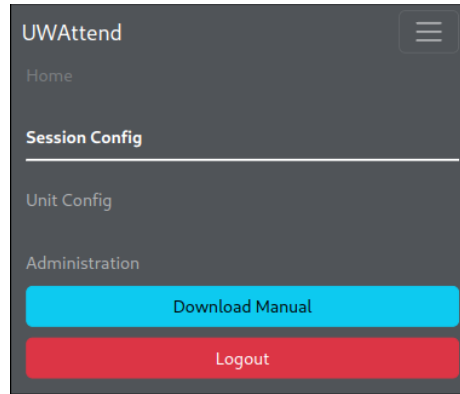 UWAttend
Home
Session Config
Unit Config
Administration
Download Manual
Logout